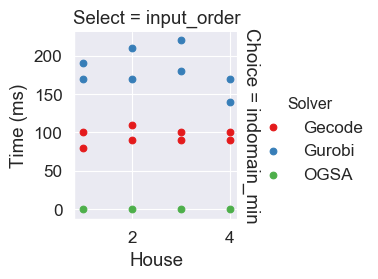 Select = input_order
Time (ms)
200
150
100
50
0
2
4
House
Choice = indomain_min
Solver
Gecode
Gurobi
OGSA